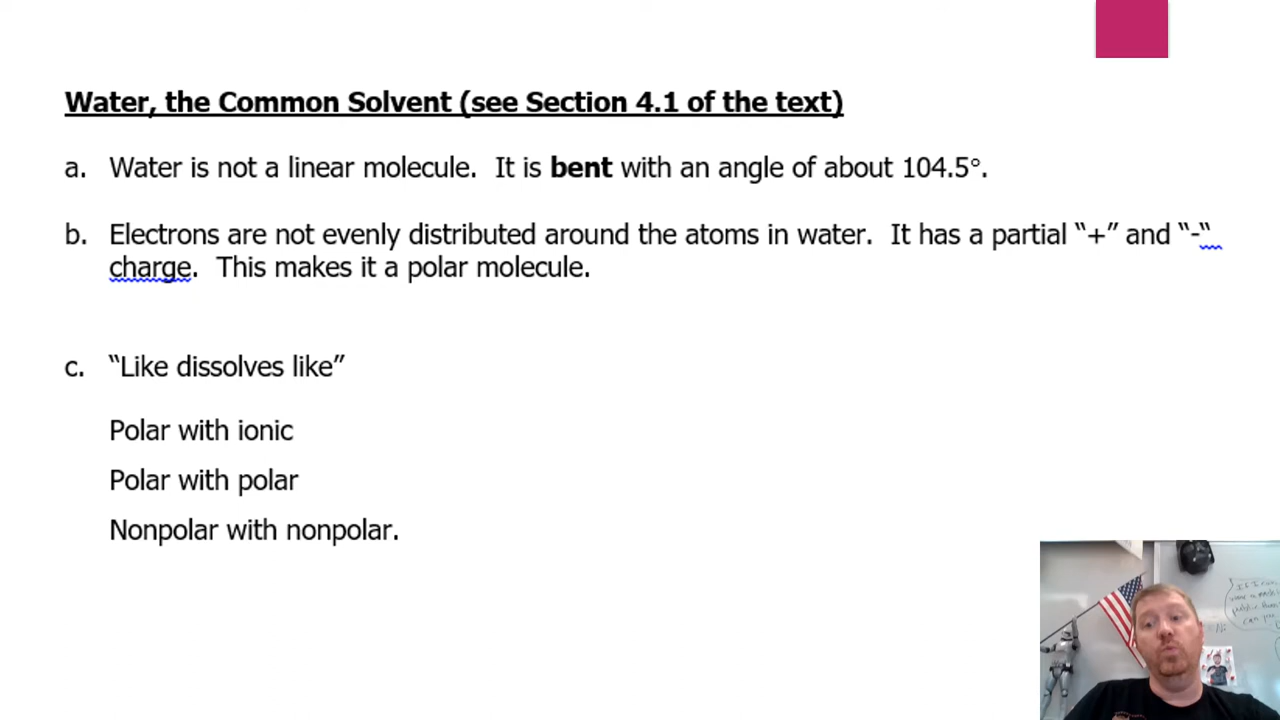 Water, the Common Solvent (see Section 4.1 of the text)
a. Water is not a linear molecule. It is bent with an angle of about 104.5°.
b. Electrons are not evenly distributed around the atoms in water. It has a partial “+” and “-“
charge. This makes it a polar molecule.
c. “Like dissolves like”
Polar with ionic
Polar with polar
Nonpolar with nonpolar.
If I
can you